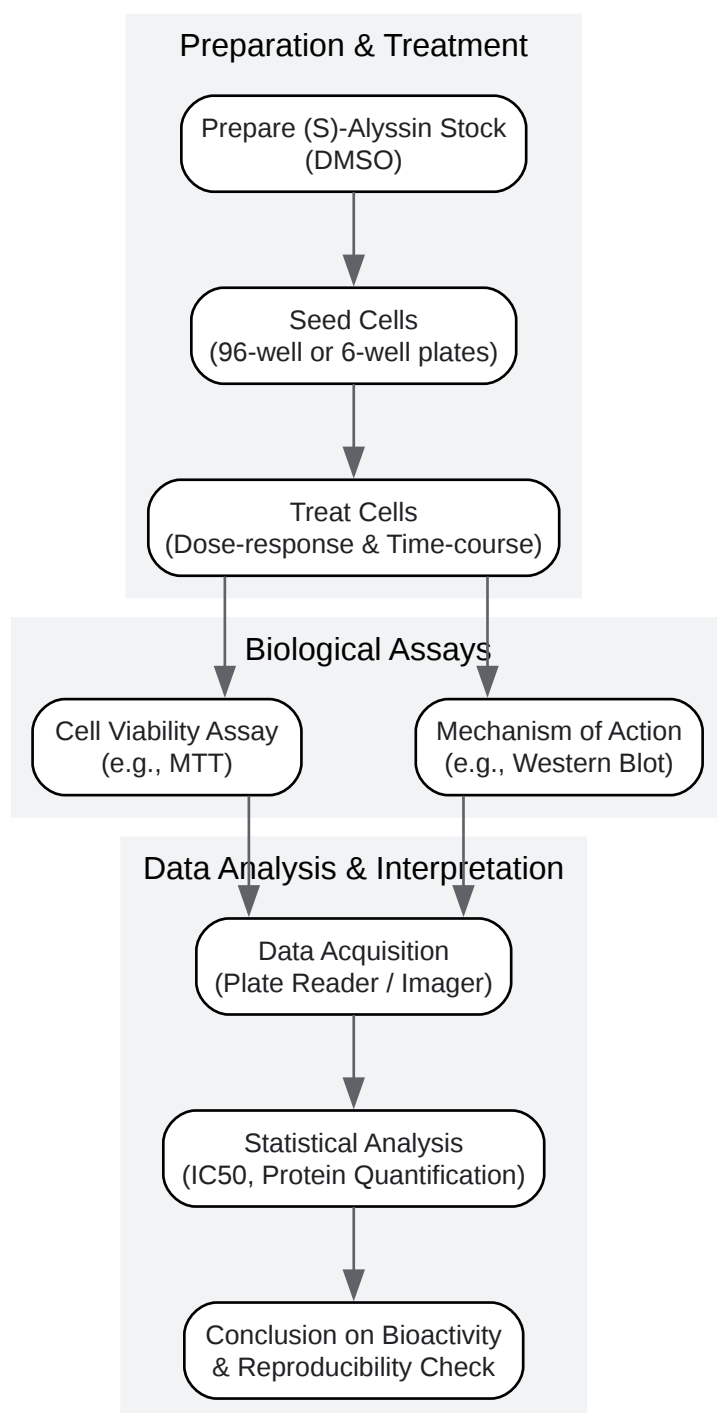 Preparation & Treatment
Prepare (S)-Alyssin Stock
(DMSO)
Seed Cells
(96-well or 6-well plates)
Treat Cells
(Dose-response & Time-course)
Biological Assays
Cell Viability Assay
(e.g., MTT)
Mechanism of Action
(e.g., Western Blot)
Data Analysis & Interpretation
Data Acquisition
(Plate Reader / Imager)
Statistical Analysis
(IC50, Protein Quantification)
Conclusion on Bioactivity
& Reproducibility Check